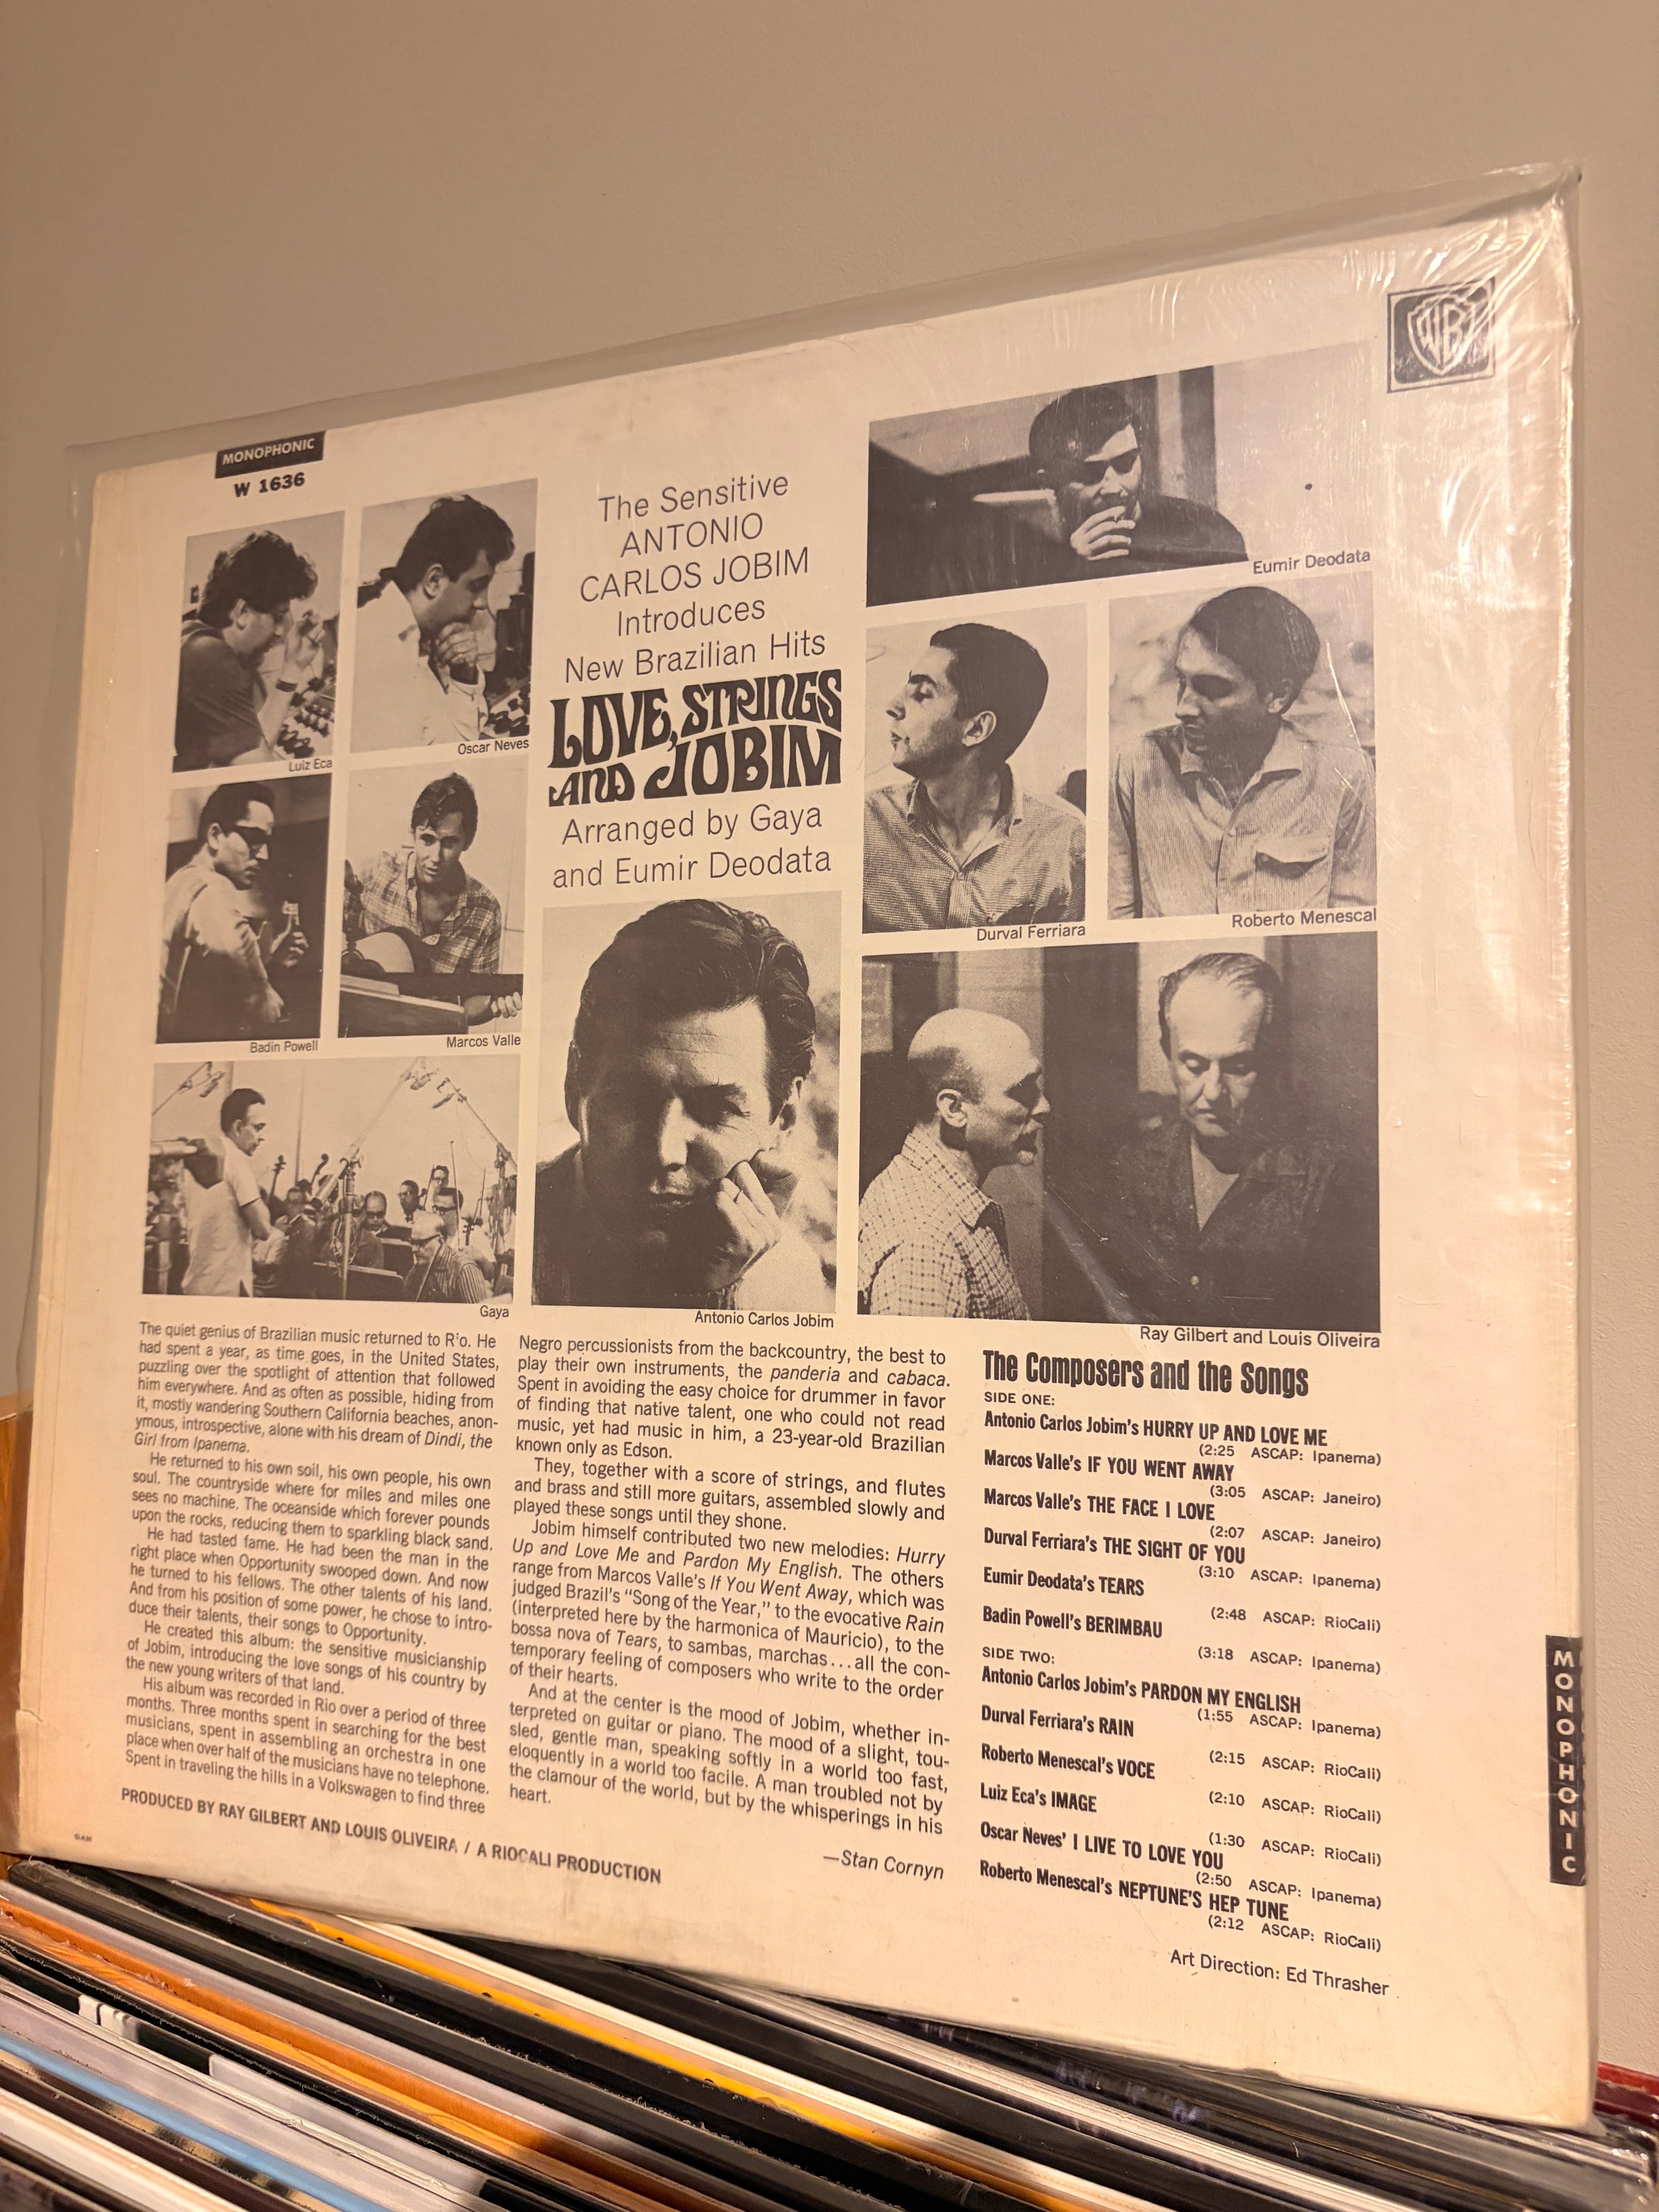 MONOPHONIC
W 1636
WB
Luiz Eca
Oscar Neves
Badin Powell
Marcos Valle
Gaya
The Sensitive
ANTONIO
CARLOS JOBIM
Introduces
New Brazilian Hits
LOVE, STRINGS
AND JOBIM
Arranged by Gaya
and Eumir Deodata
Antonio Carlos Jobim
Eumir Deodata
Durval Ferriara
Roberto Menescal
Ray Gilbert and Louis Oliveira
The quiet genius of Brazilian music returned to Rio. He
had spent a year, as time goes, in the United States,
puzzling over the spotlight of attention that followed
him everywhere. And as often as possible, hiding from
it, mostly wandering Southern California beaches, anon-
ymous, introspective, alone with his dream of Dindi, the
Girl from Ipanema.
He returned to his own soil, his own people, his own
soul. The countryside where for miles and miles one
sees no machine. The oceanside which forever pounds
upon the rocks, reducing them to sparkling black sand.
He had tasted fame. He had been the man in the
right place when Opportunity swooped down. And now
he turned to his fellows. The other talents of his land.
And from his position of some power, he chose to intro-
duce their talents, their songs to Opportunity.
He created this album: the sensitive musicianship
of Jobim, introducing the love songs of his country by
the new young writers of that land.
His album was recorded in Rio over a period of three
months. Three months spent in searching for the best
musicians, spent in assembling an orchestra in one
place when over half of the musicians have no telephone.
Spent in traveling the hills in a Volkswagen to find three
Negro percussionists from the backcountry, the best to
play their own instruments, the panderia and cabaca.
Spent in avoiding the easy choice for drummer in favor
of finding that native talent, one who could not read
music, yet had music in him, a 23-year-old Brazilian
known only as Edson.
They, together with a score of strings, and flutes
and brass and still more guitars, assembled slowly and
played these songs until they shone.
Jobim himself contributed two new melodies: Hurry
Up and Love Me and Pardon My English. The others
range from Marcos Valle's If You Went Away, which was
judged Brazil's "Song of the Year," to the evocative Rain
(interpreted here by the harmonica of Mauricio), to the
bossa nova of Tears, to sambas, marchas...all the con-
temporary feeling of composers who write to the order
of their hearts.
And at the center is the mood of Jobim, whether in-
terpreted on guitar or piano. The mood of a slight, tou-
sled, gentle man, speaking softly in a world too fast,
eloquently in a world too facile. A man troubled not by
the clamour of the world, but by the whisperings in his
heart.
—Stan Cornyn
PRODUCED BY RAY GILBERT AND LOUIS OLIVEIRA / A RIOCALI PRODUCTION
The Composers and the Songs
SIDE ONE:
Antonio Carlos Jobim's HURRY UP AND LOVE ME
(2:25 ASCAP: Ipanema)
Marcos Valle's IF YOU WENT AWAY
(3:05 ASCAP: Janeiro)
Marcos Valle's THE FACE I LOVE
(2:07 ASCAP: Janeiro)
Durval Ferriara's THE SIGHT OF YOU
(3:10 ASCAP: Ipanema)
Eumir Deodata's TEARS
(2:48 ASCAP: RioCali)
Badin Powell's BERIMBAU
(3:18 ASCAP: Ipanema)
SIDE TWO:
Antonio Carlos Jobim's PARDON MY ENGLISH
(1:55 ASCAP: Ipanema)
Durval Ferriara's RAIN
(2:15 ASCAP: RioCali)
Roberto Menescal's VOCE
(2:10 ASCAP: RioCali)
Luiz Eca's IMAGE
(1:30 ASCAP: RioCali)
Oscar Neves' I LIVE TO LOVE YOU
(2:50 ASCAP: Ipanema)
Roberto Menescal's NEPTUNE'S HEP TUNE
(2:12 ASCAP: RioCali)
Art Direction: Ed Thrasher
MONOPHONIC